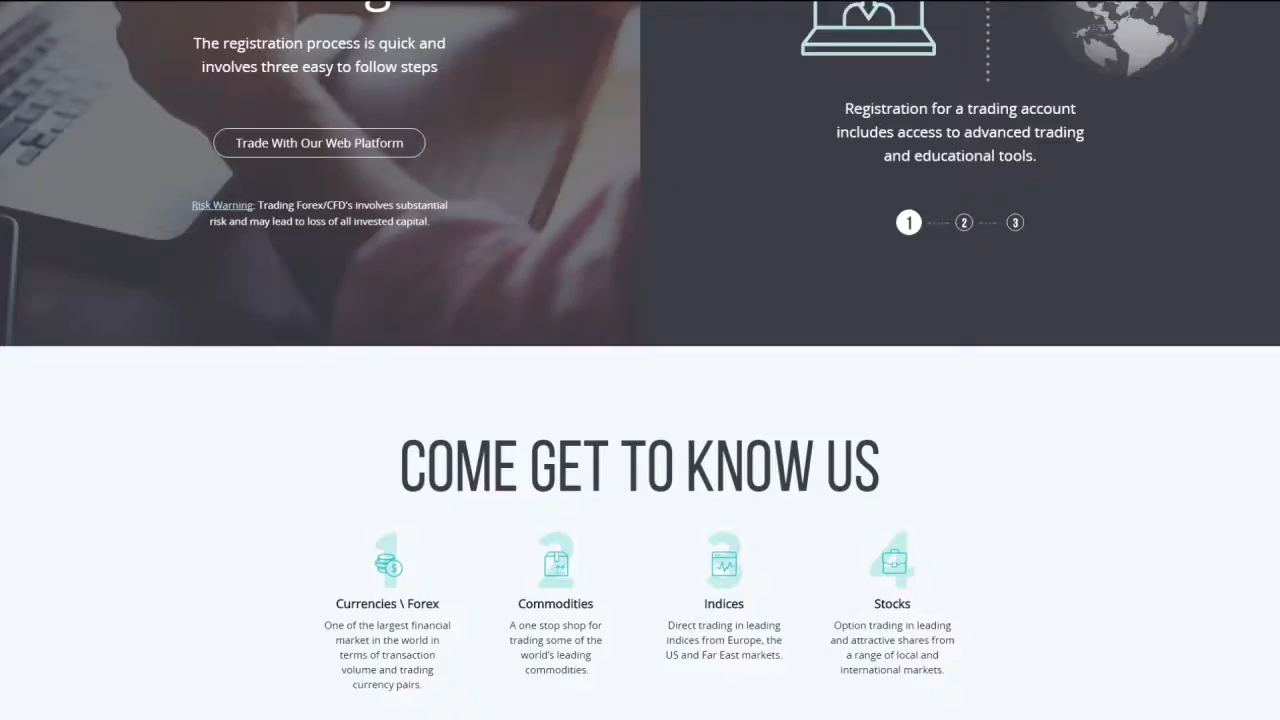 The registration process is quick and
involves three easy to follow steps
Trade With Our Web Platform
Risk Warning: Trading Forex/CFD's involves substantial
risk and may lead to loss of all invested capital.
Registration for a trading account
includes access to advanced trading
and educational tools.
1 2 3
COME GET TO KNOW US
1
Currencies \ Forex
One of the largest financial
market in the world in
terms of transaction
volume and trading
currency pairs.
2
Commodities
A one stop shop for
trading some of the
world's leading
commodities.
3
Indices
Direct trading in leading
indices from Europe, the
US and Far East markets.
4
Stocks
Option trading in leading
and attractive shares from
a range of local and
international markets.